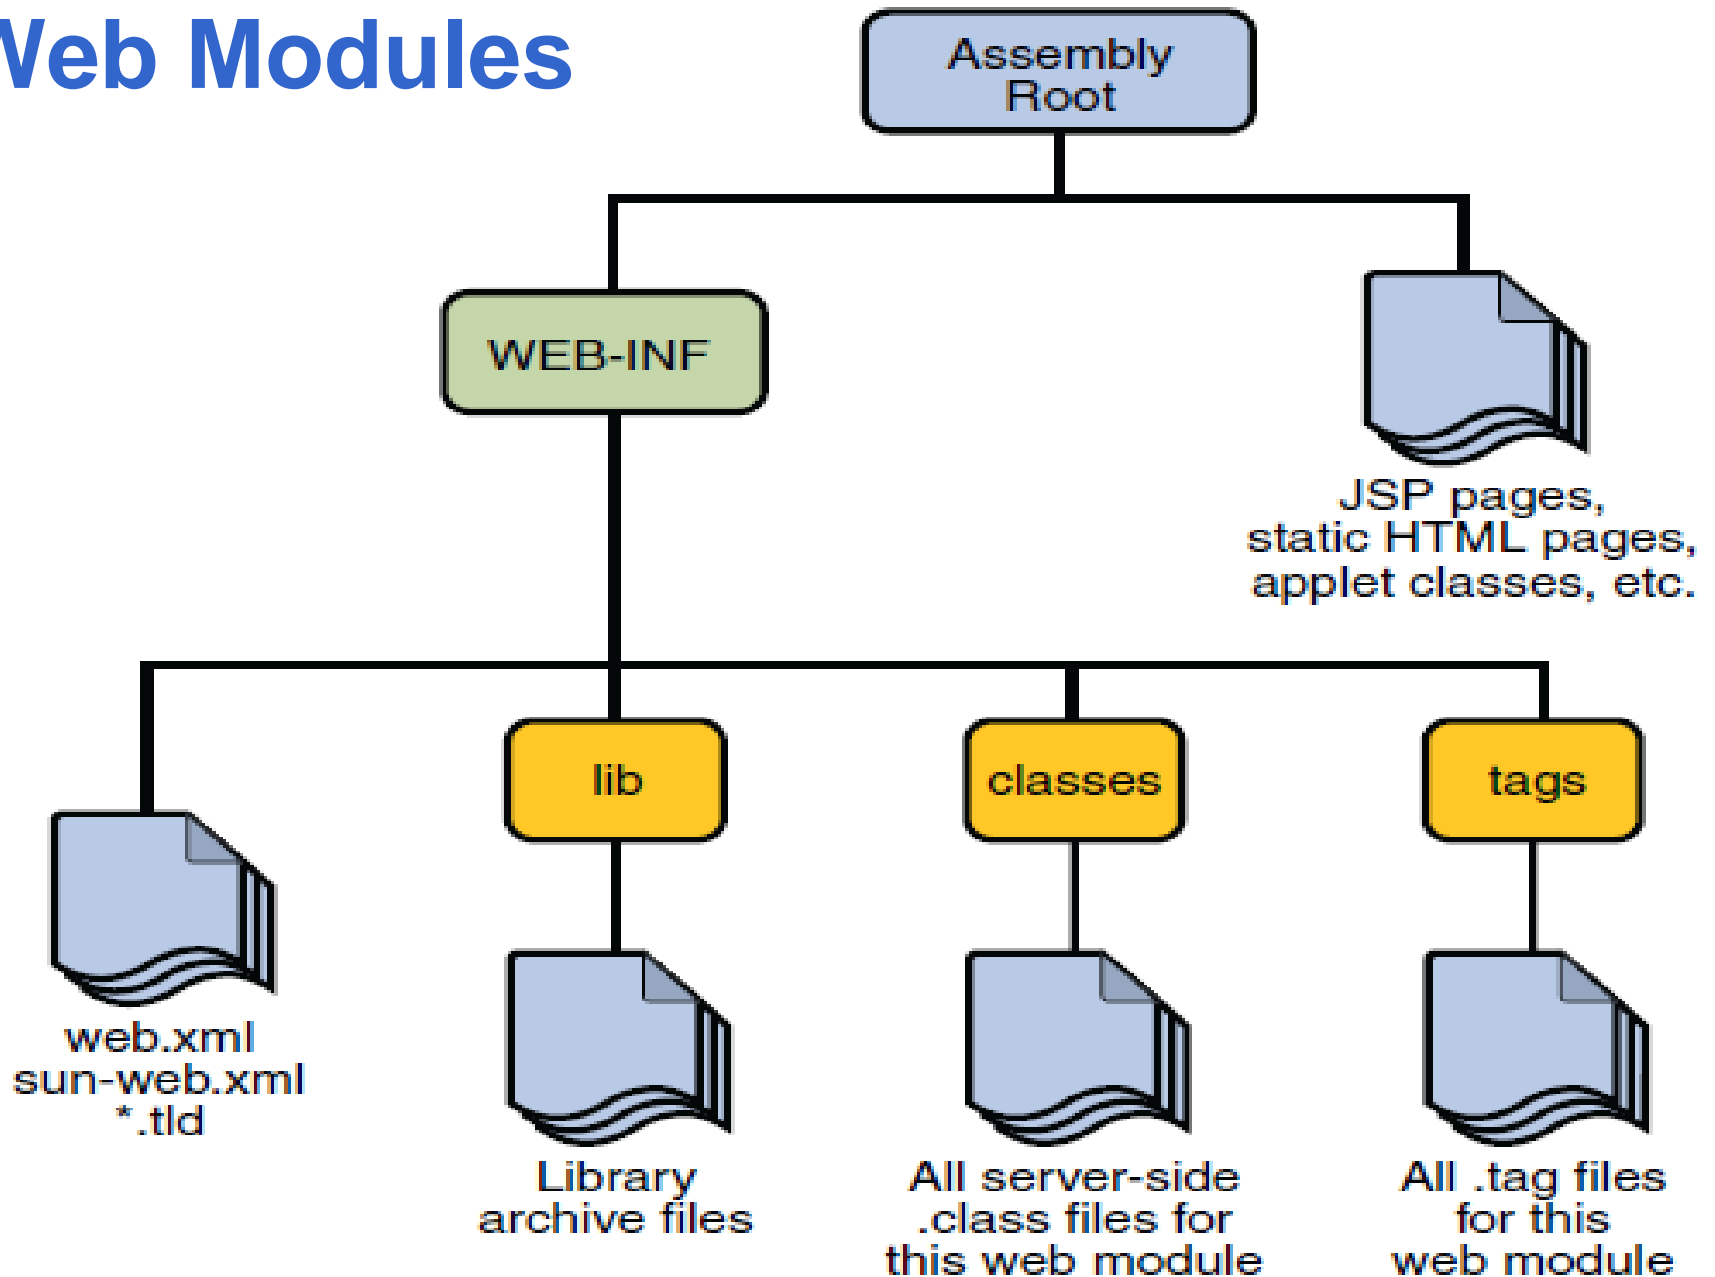 Web Modules
Assembly
Root
WEB-INF
JSP pages,
static HTML pages,
applet classes, etc.
lib
classes
tags
web.xml
sun-web.xml
*.tld
Library
archive files
All server-side
.class files for
this web module
All .tag files
for this
web module